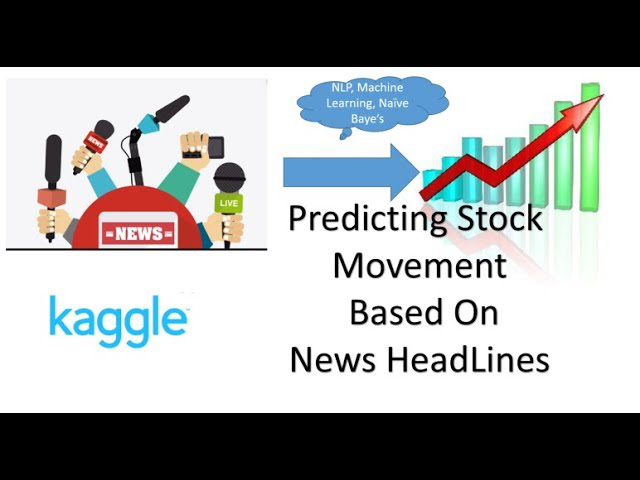 NLP, Machine
Learning, Naïve
Baye's
NEWS
LIVE
NEWS
Predicting Stock
Movement
Based On
News HeadLines
kaggle